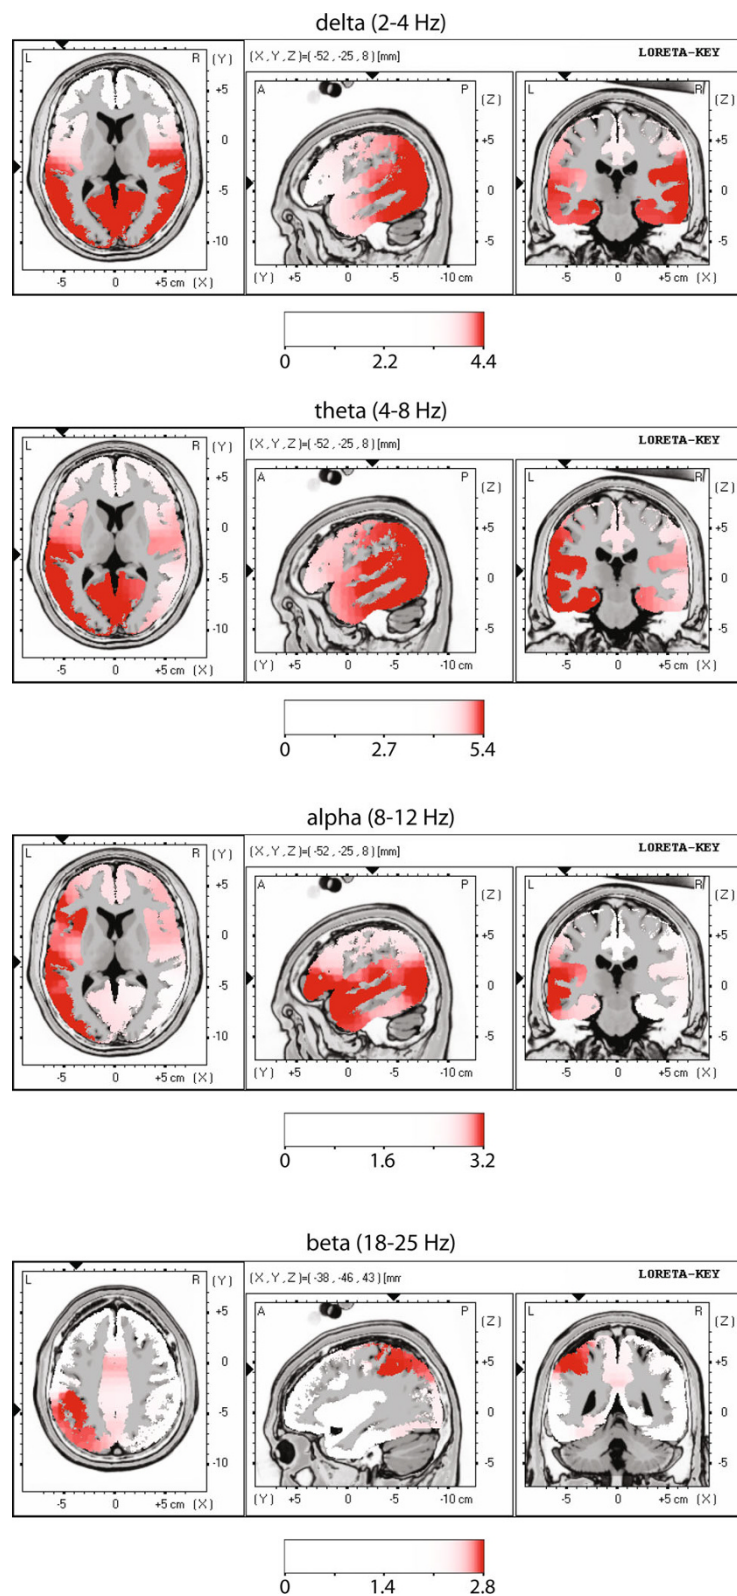 delta (2-4 Hz)
L R (Y) (X,Y,Z)=(-52,-25,8)[mm] LORETA-KEY
A P (Z) L R (Z)
+5
0
-5
-10
+5
0
-5
+5
0
-5
-5 0 +5 cm (X) (Y) +5 0 -5 -10 cm -5 0 +5 cm (X)
0 2.2 4.4
theta (4-8 Hz)
L R (Y) (X,Y,Z)=(-52,-25,8)[mm] LORETA-KEY
A P (Z) L R (Z)
+5
0
-5
-10
+5
0
-5
+5
0
-5
-5 0 +5 cm (X) (Y) +5 0 -5 -10 cm -5 0 +5 cm (X)
0 2.7 5.4
alpha (8-12 Hz)
L R (Y) (X,Y,Z)=(-52,-25,8)[mm] LORETA-KEY
A P (Z) L R (Z)
+5
0
-5
-10
+5
0
-5
+5
0
-5
-5 0 +5 cm (X) (Y) +5 0 -5 -10 cm -5 0 +5 cm (X)
0 1.6 3.2
beta (18-25 Hz)
L R (Y) (X,Y,Z)=(-38,-46,43)[mm LORETA-KEY
A P (Z) L R (Z)
+5
0
-5
-10
+5
0
-5
+5
0
-5
-5 0 +5 cm (X) (Y) +5 0 -5 -10 cm -5 0 +5 cm (X)
0 1.4 2.8